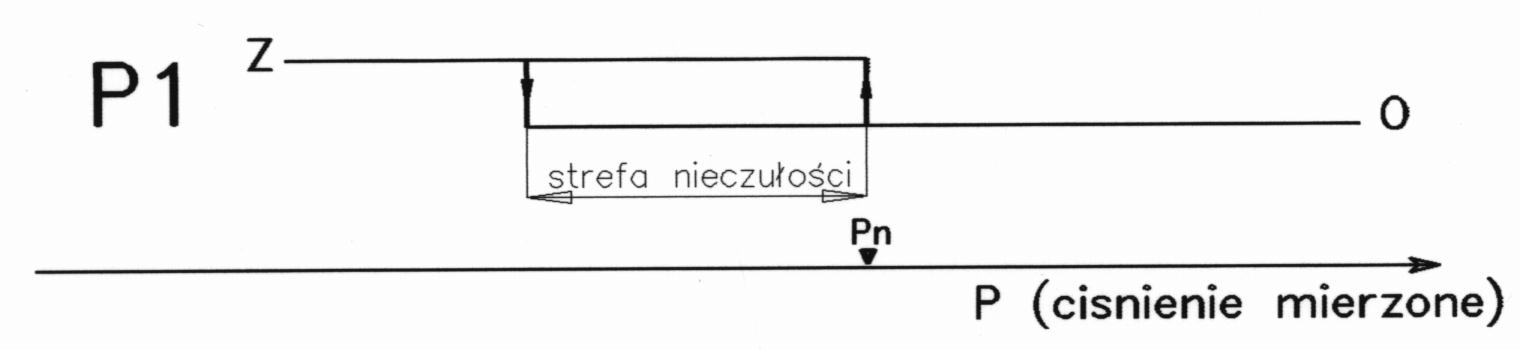 P1
Z
O
strefa nieczułości
Pn
P (cisnienie mierzone)